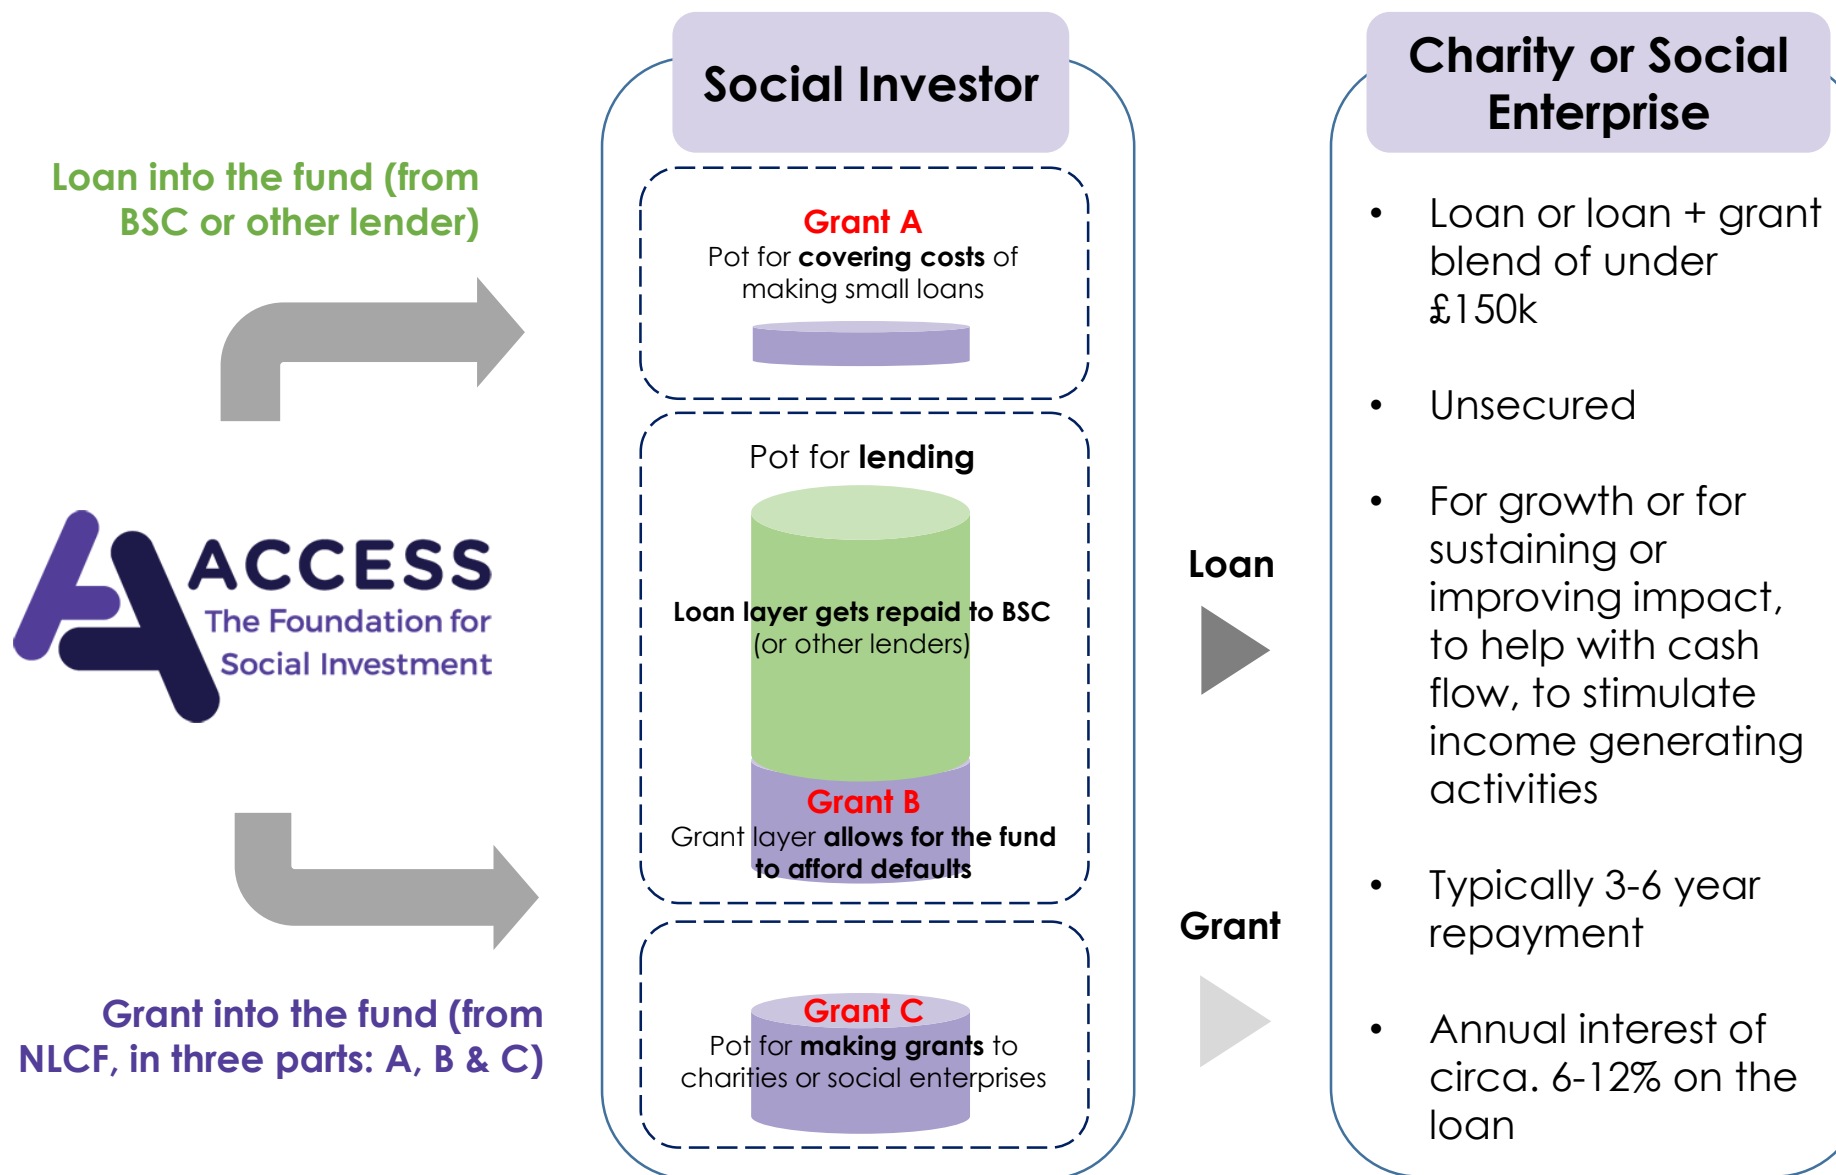 Loan into the fund (from
BSC or other lender)
ACCESS
The Foundation for
Social Investment
Grant into the fund (from
NLCF, in three parts: A, B & C)
Social Investor
Grant A
Pot for covering costs of
making small loans
Pot for lending
Loan layer gets repaid to BSC
(or other lenders)
Grant B
Grant layer allows for the fund
to afford defaults
Grant C
Pot for making grants to
charities or social enterprises
Loan
Grant
Charity or Social
Enterprise
• Loan or loan + grant
blend of under
£150k
• Unsecured
• For growth or for
sustaining or
improving impact,
to help with cash
flow, to stimulate
income generating
activities
• Typically 3-6 year
repayment
• Annual interest of
circa. 6-12% on the
loan